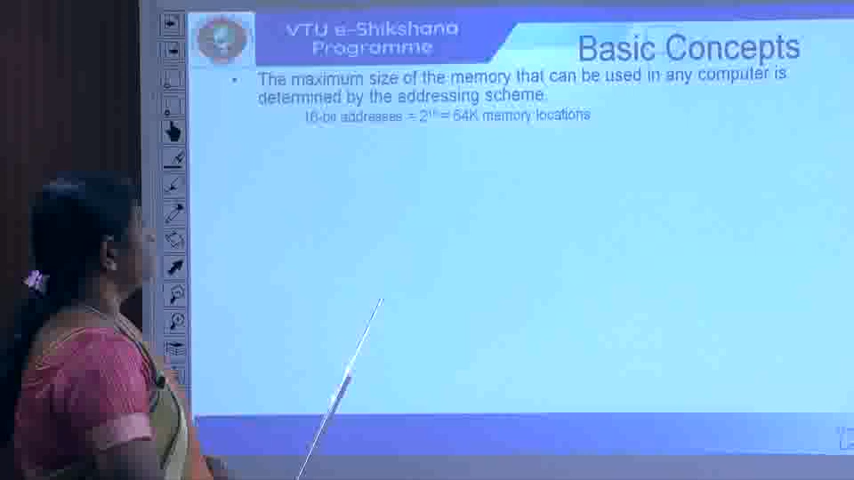 VTU e-Shikshana
Programme
Basic Concepts
• The maximum size of the memory that can be used in any computer is
determined by the addressing scheme.
16-bit addresses = 2¹⁶ = 64K memory locations